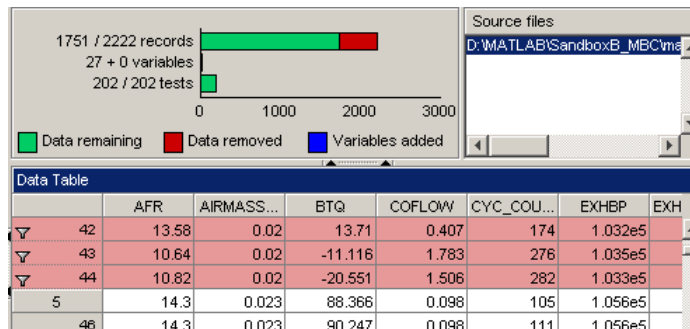 Source files
1751 / 2222 records
D:\MATLAB\SandboxB_MBC\ma
27 + 0 variables
202 / 202 tests
0 1000 2000 3000
Data remaining Data removed Variables added
Data Table
AFR AIRMASS... BTQ COFLOW CYC_COU... EXHBP EXH
42 13.58 0.02 13.71 0.407 174 1.032e5
43 10.64 0.02 -11.116 1.783 276 1.035e5
44 10.82 0.02 -20.551 1.506 282 1.033e5
5 14.3 0.023 88.366 0.098 105 1.056e5
46 14.3 0.023 90.247 0.098 111 1.056e5